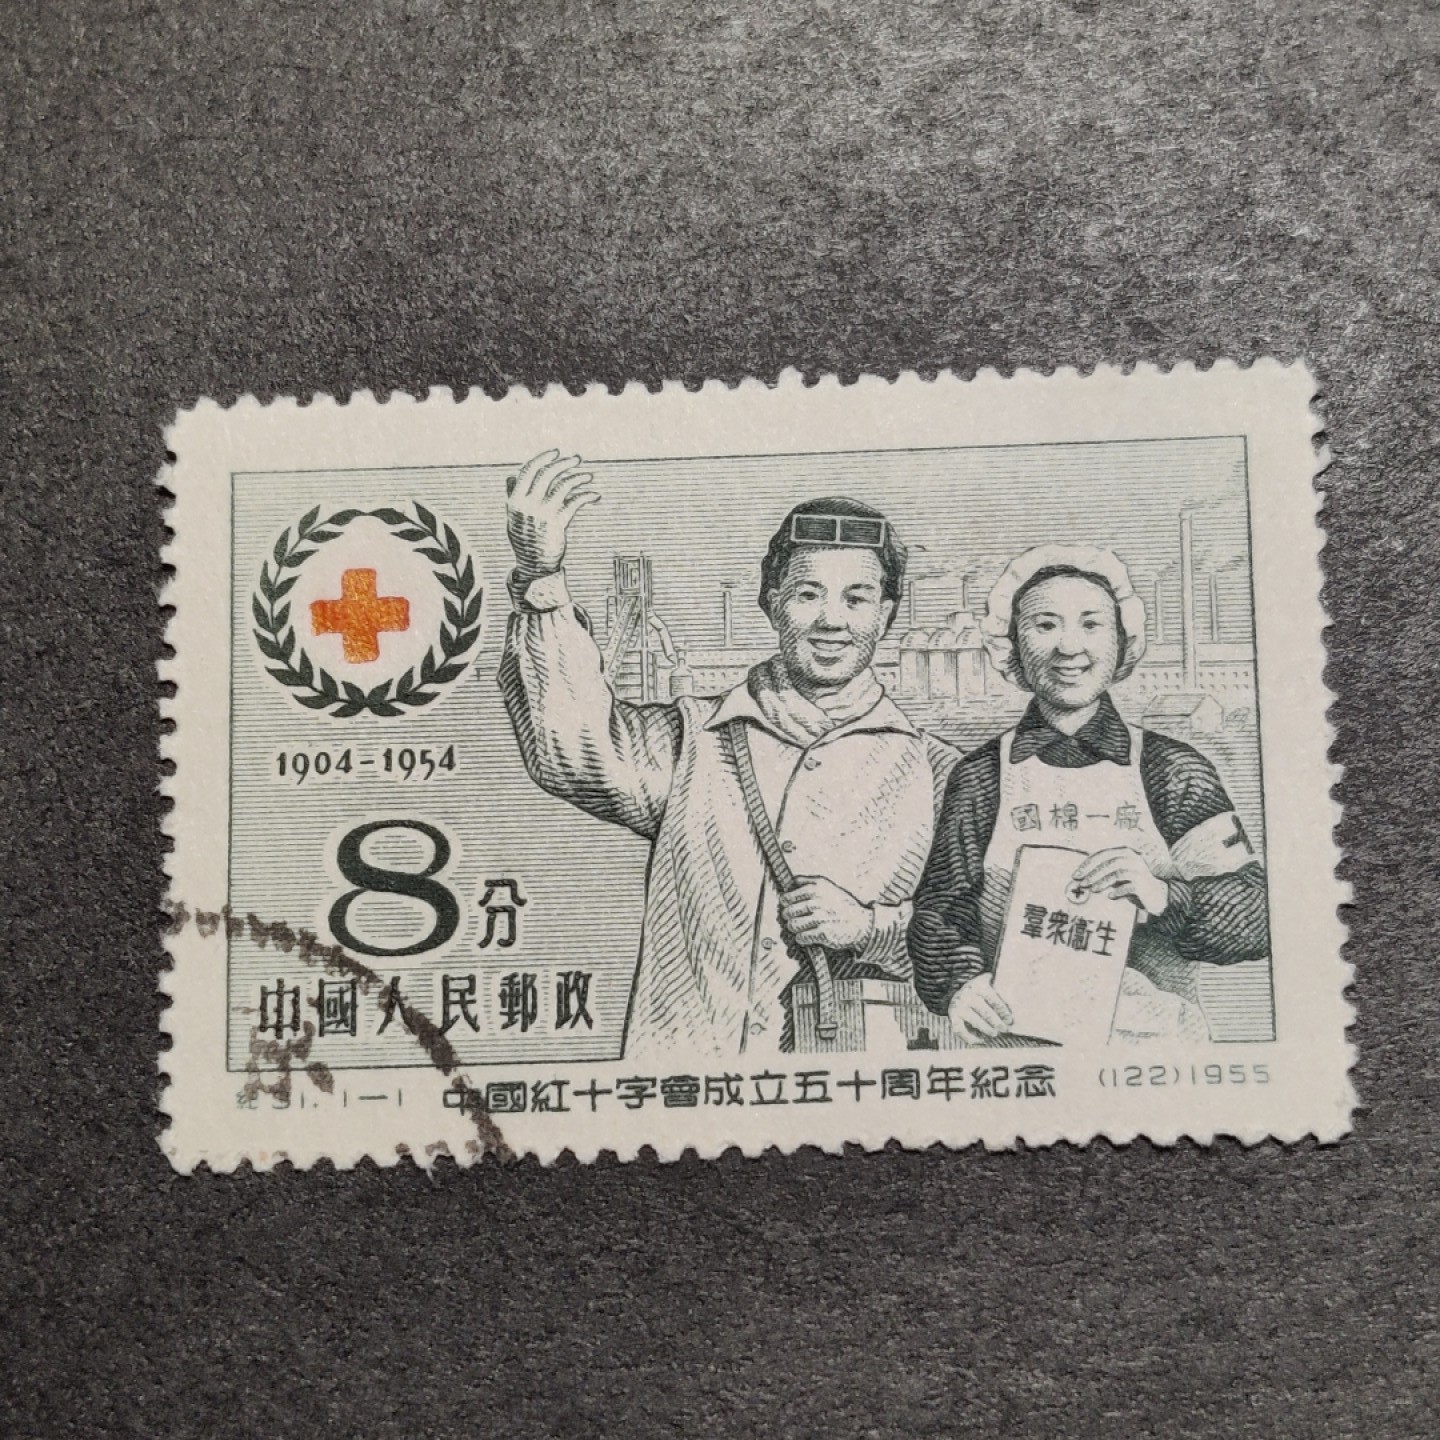 1904-1954
8分
中國人民郵政
國棉一廠
羣衆衞生
紀31.1—1 中國紅十字會成立五十周年紀念 (122)1955